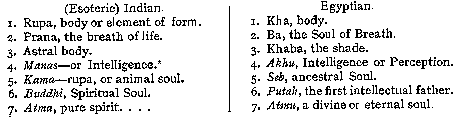 (Esoteric) Indian.
1. Rupa, body or element of form.
2. Prana, the breath of life.
3. Astral body.
4. Manas—or Intelligence.*
5. Kama—rupa, or animal soul.
6. Buddhi, Spiritual Soul.
7. Atma, pure spirit. . . .
Egyptian.
1. Kha, body.
2. Ba, the Soul of Breath.
3. Khaba, the shade.
4. Akhu, Intelligence or Perception.
5. Seb, ancestral Soul.
6. Putah, the first intellectual father.
7. Atmu, a divine or eternal soul.